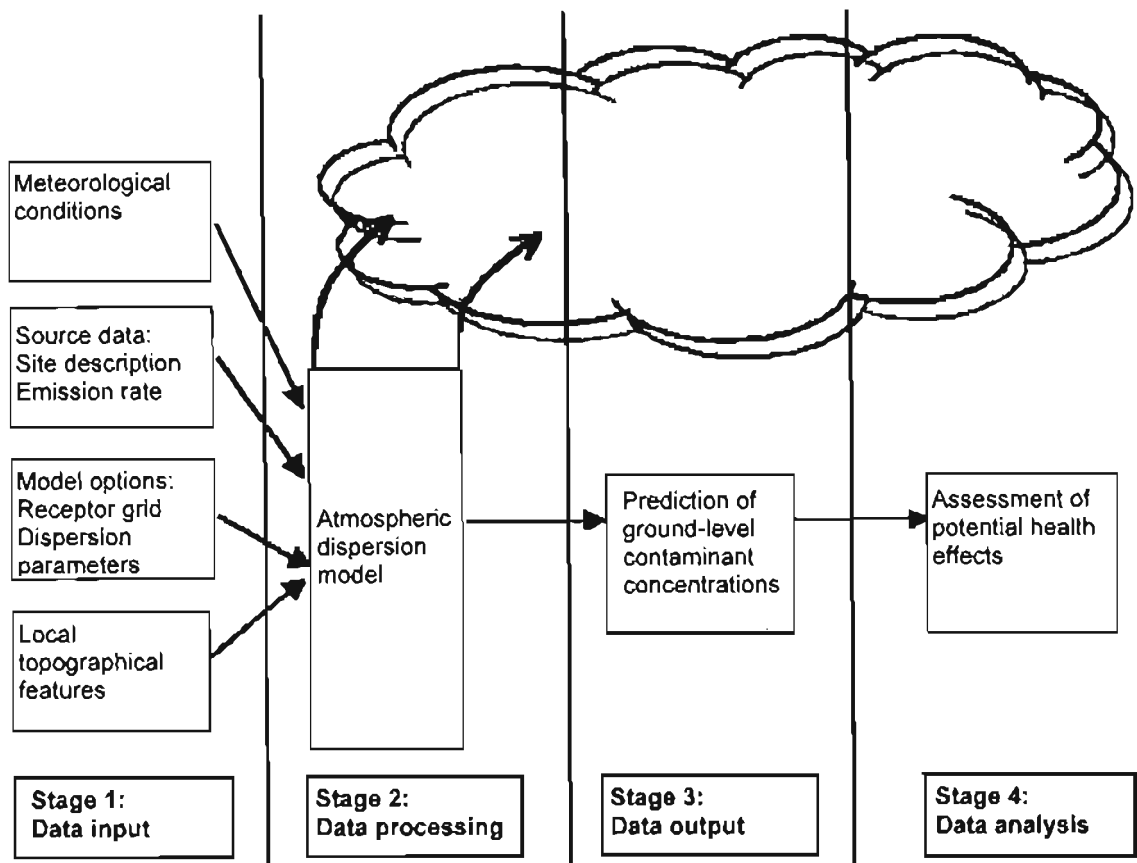 Meteorological
conditions
Source data:
Site description
Emission rate
Model options:
Receptor grid
Dispersion
parameters
Local
topographical
features
Atmospheric
dispersion
model
Prediction of
ground-level
contaminant
concentrations
Assessment of
potential health
effects
Stage 1:
Data input
Stage 2:
Data processing
Stage 3:
Data output
Stage 4:
Data analysis